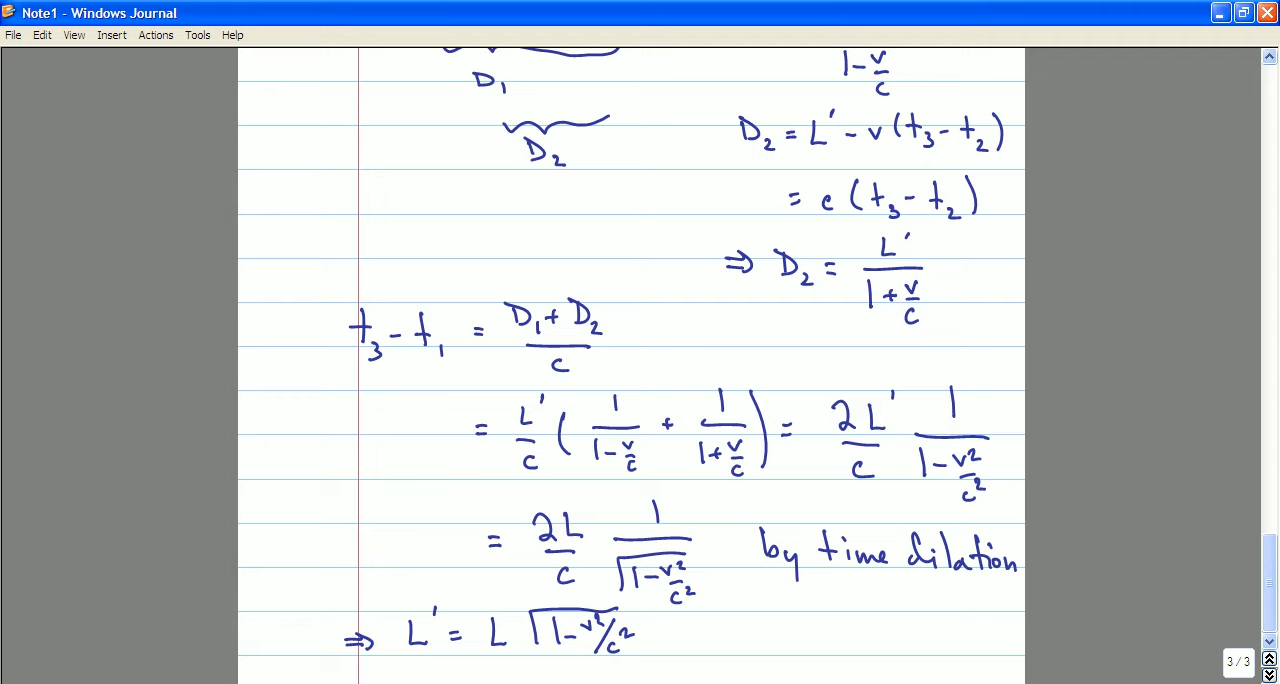 Note1 - Windows Journal
File Edit View Insert Actions Tools Help
D₁
1 - v/c
D₂
D₂ = L' - v(t₃ - t₂)
= c(t₃ - t₂)
⇒ D₂ = L' / (1 + v/c)
t₃ - t₁ = (D₁ + D₂) / c
= L'/c (1/(1 - v/c) + 1/(1 + v/c)) = 2L'/c 1/(1 - v²/c²)
= 2L/c 1/√(1 - v²/c²) by time dilation
⇒ L' = L √(1 - v²/c²)
3 / 3